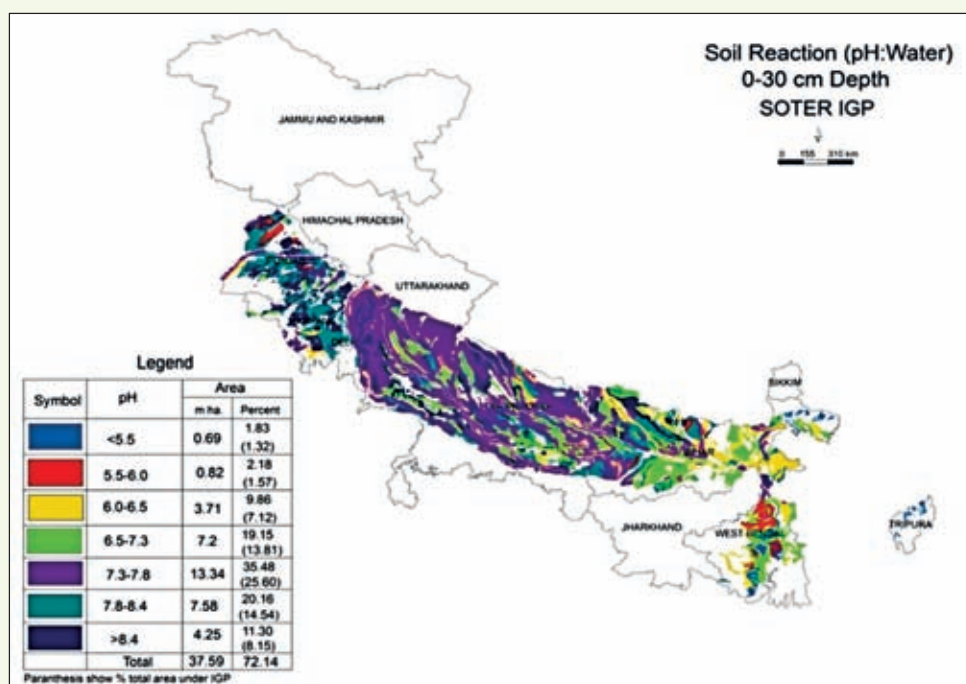 Soil Reaction (pH:Water)
0-30 cm Depth
SOTER IGP
0 155 310 km
JAMMU AND KASHMIR
HIMACHAL PRADESH
UTTARAKHAND
SIKKIM
JHARKHAND
WEST
TRIPURA
Legend
Symbol pH Area
m ha. Percent
<5.5 0.69 1.83
(1.32)
5.5-6.0 0.82 2.18
(1.57)
6.0-6.5 3.71 9.86
(7.12)
6.5-7.3 7.2 19.15
(13.81)
7.3-7.8 13.34 35.48
(25.60)
7.8-8.4 7.58 20.16
(14.54)
>8.4 4.25 11.30
(8.15)
Total 37.59 72.14
Paranthesis show % total area under IGP